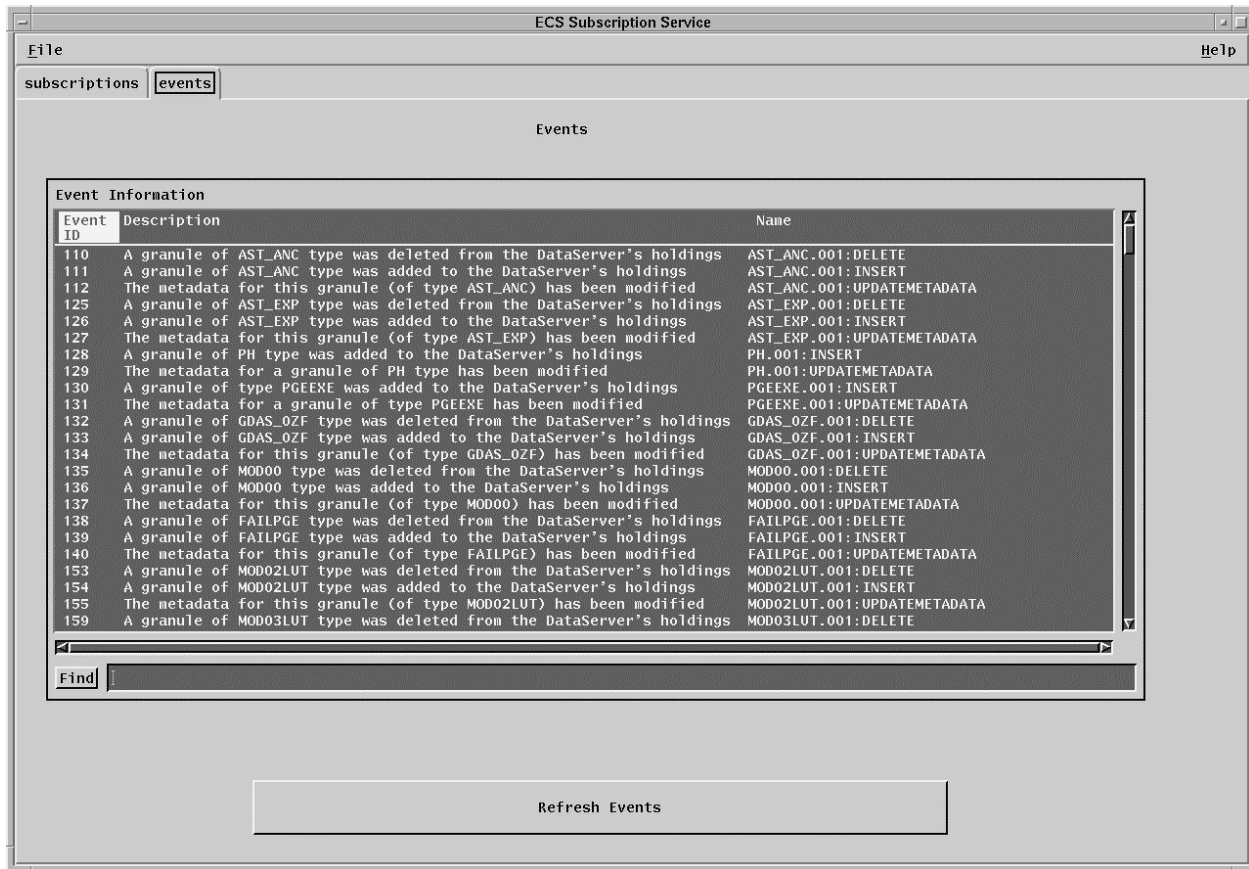 ECS Subscription Service
File Help
subscriptions events
Events
Event Information
Event ID Description Name
110 A granule of AST_ANC type was deleted from the DataServer's holdings AST_ANC.001:DELETE
111 A granule of AST_ANC type was added to the DataServer's holdings AST_ANC.001:INSERT
112 The metadata for this granule (of type AST_ANC) has been modified AST_ANC.001:UPDATEMETADATA
125 A granule of AST_EXP type was deleted from the DataServer's holdings AST_EXP.001:DELETE
126 A granule of AST_EXP type was added to the DataServer's holdings AST_EXP.001:INSERT
127 The metadata for this granule (of type AST_EXP) has been modified AST_EXP.001:UPDATEMETADATA
128 A granule of PH type was added to the DataServer's holdings PH.001:INSERT
129 The metadata for a granule of PH type has been modified PH.001:UPDATEMETADATA
130 A granule of type PGEEXE was added to the DataServer's holdings PGEEXE.001:INSERT
131 The metadata for a granule of type PGEEXE has been modified PGEEXE.001:UPDATEMETADATA
132 A granule of GDAS_0ZF type was deleted from the DataServer's holdings GDAS_0ZF.001:DELETE
133 A granule of GDAS_0ZF type was added to the DataServer's holdings GDAS_0ZF.001:INSERT
134 The metadata for this granule (of type GDAS_0ZF) has been modified GDAS_0ZF.001:UPDATEMETADATA
135 A granule of MOD00 type was deleted from the DataServer's holdings MOD00.001:DELETE
136 A granule of MOD00 type was added to the DataServer's holdings MOD00.001:INSERT
137 The metadata for this granule (of type MOD00) has been modified MOD00.001:UPDATEMETADATA
138 A granule of FAILPGE type was deleted from the DataServer's holdings FAILPGE.001:DELETE
139 A granule of FAILPGE type was added to the DataServer's holdings FAILPGE.001:INSERT
140 The metadata for this granule (of type FAILPGE) has been modified FAILPGE.001:UPDATEMETADATA
153 A granule of MOD02LUT type was deleted from the DataServer's holdings MOD02LUT.001:DELETE
154 A granule of MOD02LUT type was added to the DataServer's holdings MOD02LUT.001:INSERT
155 The metadata for this granule (of type MOD02LUT) has been modified MOD02LUT.001:UPDATEMETADATA
159 A granule of MOD03LUT type was deleted from the DataServer's holdings MOD03LUT.001:DELETE
Find
Refresh Events